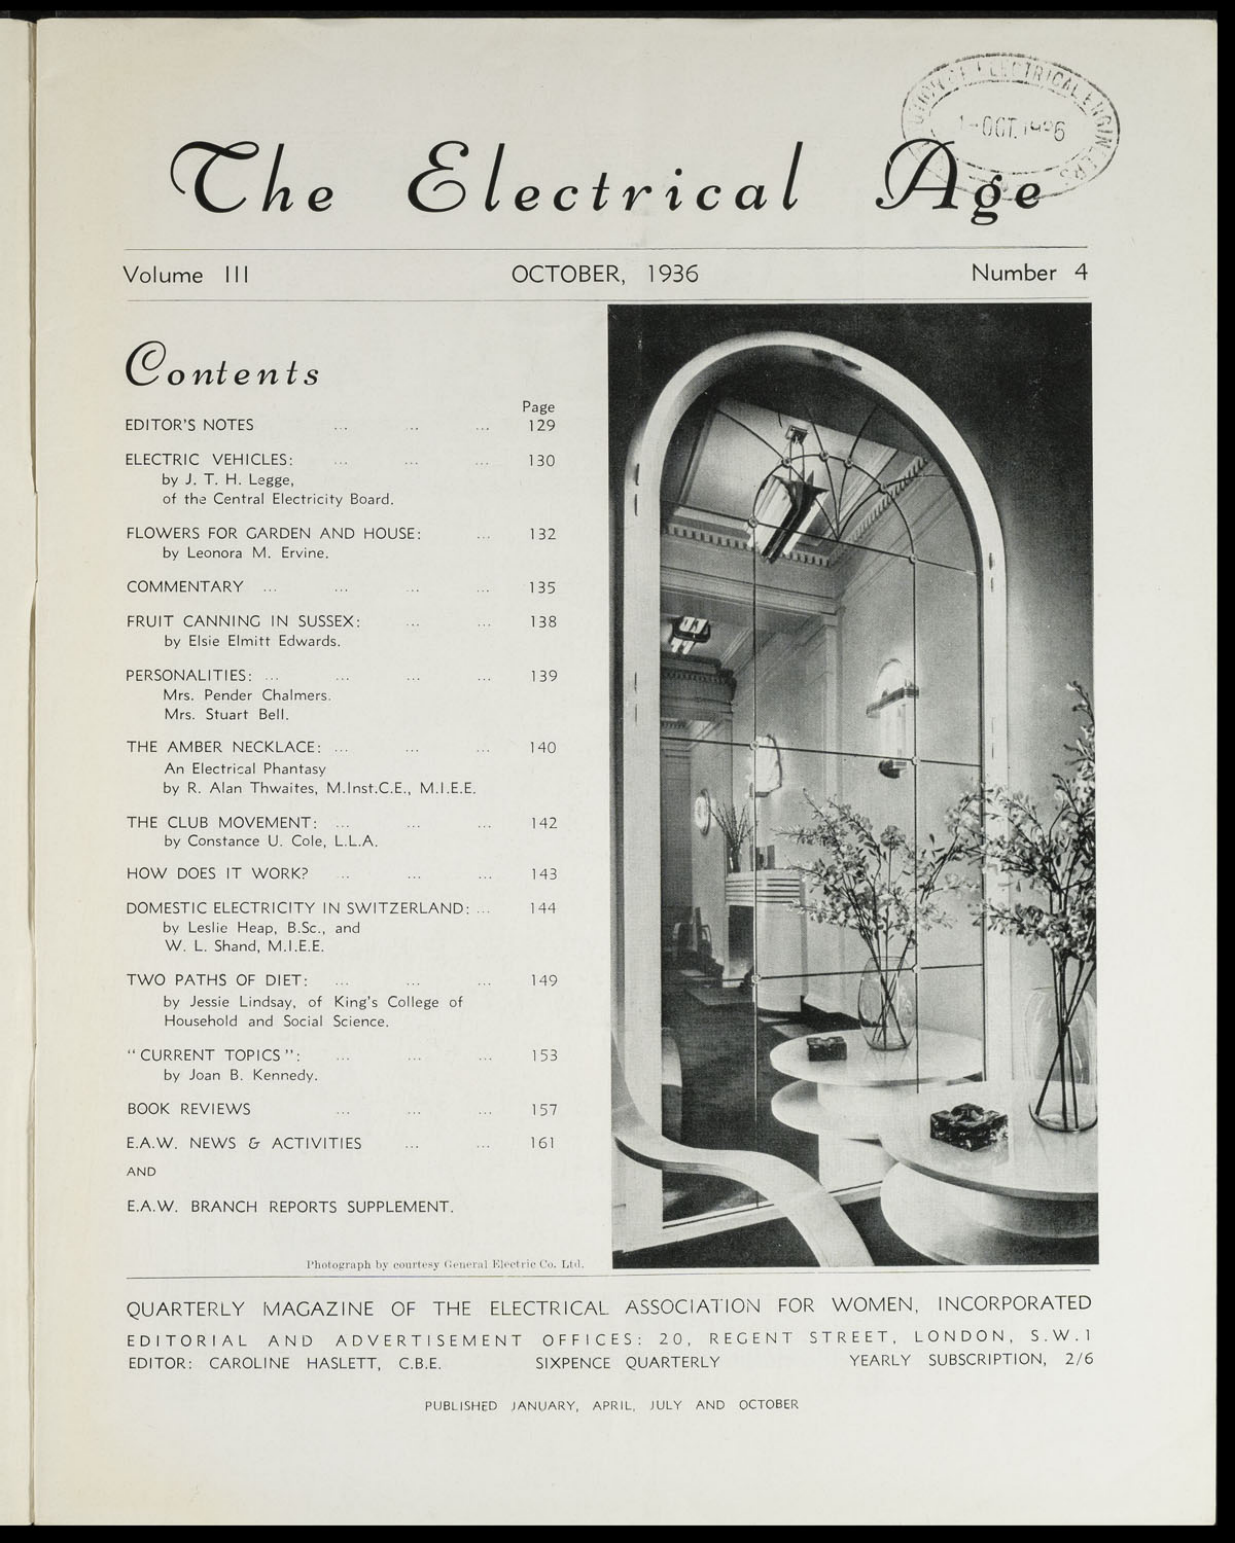 ELECTRICAL ENGINEERS
OCT.
The Electrical Age
Volume III OCTOBER, 1936 Number 4
Contents
Page
EDITOR'S NOTES ... ... ... 129
ELECTRIC VEHICLES: ... ... ... 130
by J. T. H. Legge,
of the Central Electricity Board.
FLOWERS FOR GARDEN AND HOUSE: ... 132
by Leonora M. Ervine.
COMMENTARY ... ... ... ... 135
FRUIT CANNING IN SUSSEX: ... ... 138
by Elsie Elmitt Edwards.
PERSONALITIES: ... ... ... ... 139
Mrs. Pender Chalmers.
Mrs. Stuart Bell.
THE AMBER NECKLACE: ... ... ... 140
An Electrical Phantasy
by R. Alan Thwaites, M.Inst.C.E., M.I.E.E.
THE CLUB MOVEMENT: ... ... ... 142
by Constance U. Cole, L.L.A.
HOW DOES IT WORK? ... ... ... 143
DOMESTIC ELECTRICITY IN SWITZERLAND: ... 144
by Leslie Heap, B.Sc., and
W. L. Shand, M.I.E.E.
TWO PATHS OF DIET: ... ... ... 149
by Jessie Lindsay, of King's College of
Household and Social Science.
"CURRENT TOPICS": ... ... ... 153
by Joan B. Kennedy.
BOOK REVIEWS ... ... ... 157
E.A.W. NEWS & ACTIVITIES ... ... 161
AND
E.A.W. BRANCH REPORTS SUPPLEMENT.
Photograph by courtesy General Electric Co. Ltd.
QUARTERLY MAGAZINE OF THE ELECTRICAL ASSOCIATION FOR WOMEN, INCORPORATED
EDITORIAL AND ADVERTISEMENT OFFICES: 20, REGENT STREET, LONDON, S.W.1
EDITOR: CAROLINE HASLETT, C.B.E. SIXPENCE QUARTERLY YEARLY SUBSCRIPTION, 2/6
PUBLISHED JANUARY, APRIL, JULY AND OCTOBER